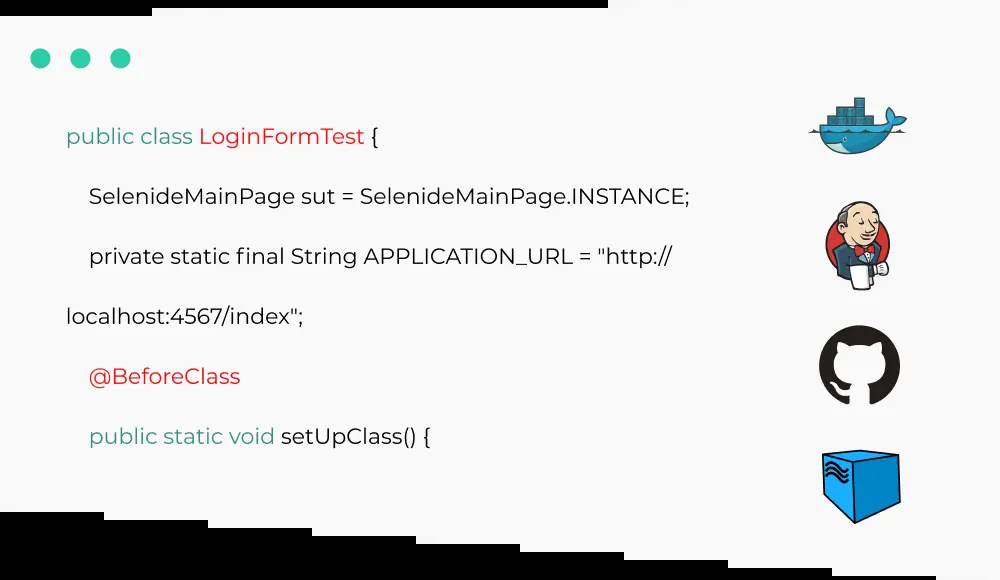 public class LoginFormTest {
SelenideMainPage sut = SelenideMainPage.INSTANCE;
private static final String APPLICATION_URL = "http://
localhost:4567/index";
@BeforeClass
public static void setUpClass() {